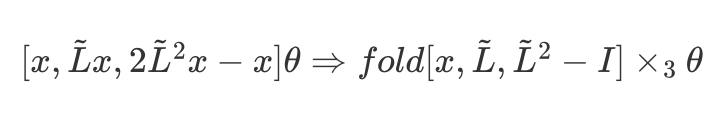 [x, L̃x, 2L̃²x − x]θ ⇒ fold[x, L̃, L̃² − I] ×₃ θ